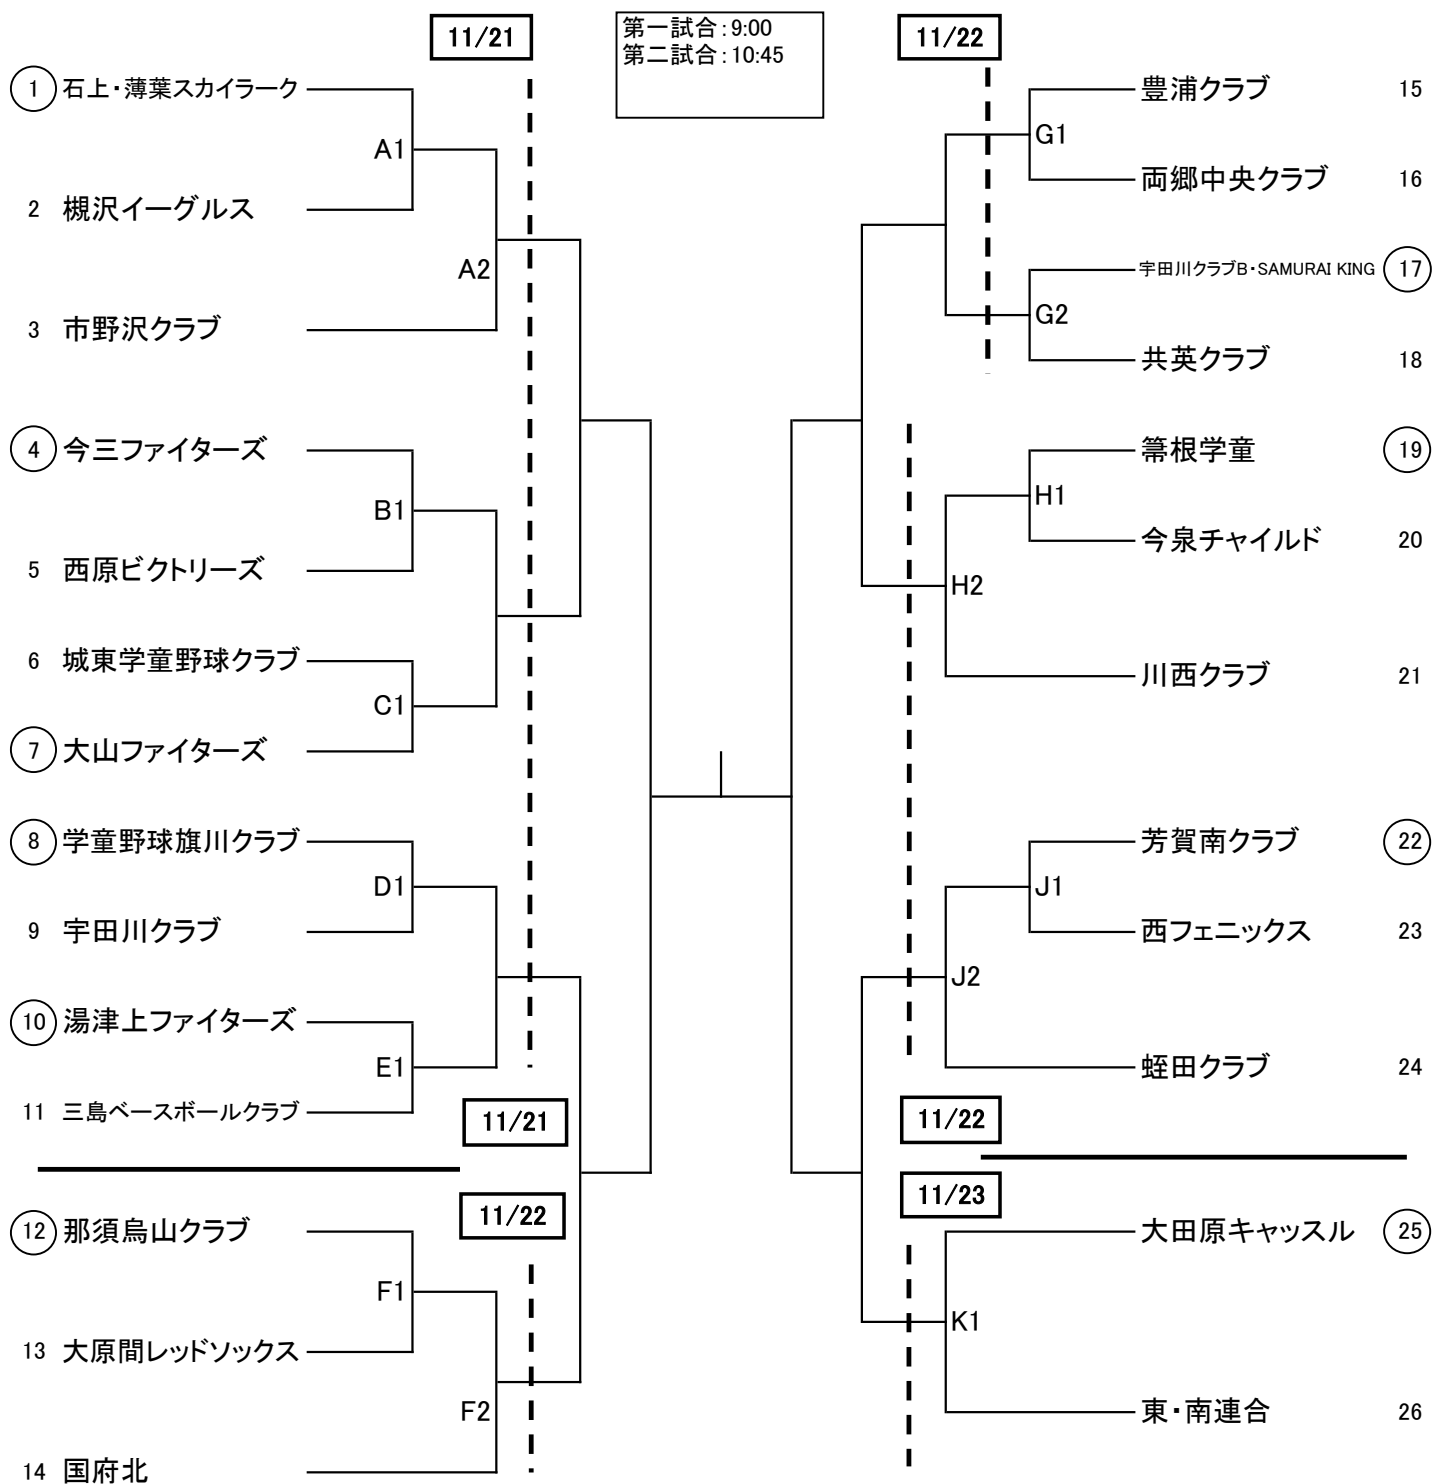 11/21
第一試合:9:00
第二試合:10:45
11/22
1 石上・薄葉スカイラーク
A1
2 槻沢イーグルス
A2
3 市野沢クラブ
4 今三ファイターズ
B1
5 西原ビクトリーズ
6 城東学童野球クラブ
C1
7 大山ファイターズ
8 学童野球旗川クラブ
D1
9 宇田川クラブ
10 湯津上ファイターズ
E1
11 三島ベースボールクラブ
11/21
11/22
12 那須烏山クラブ
F1
13 大原間レッドソックス
F2
14 国府北
豊浦クラブ 15
G1
両郷中央クラブ 16
宇田川クラブB・SAMURAI KING 17
G2
共英クラブ 18
箒根学童 19
H1
今泉チャイルド 20
H2
川西クラブ 21
芳賀南クラブ 22
J1
西フェニックス 23
J2
蛭田クラブ 24
11/22
11/23
大田原キャッスル 25
K1
東・南連合 26